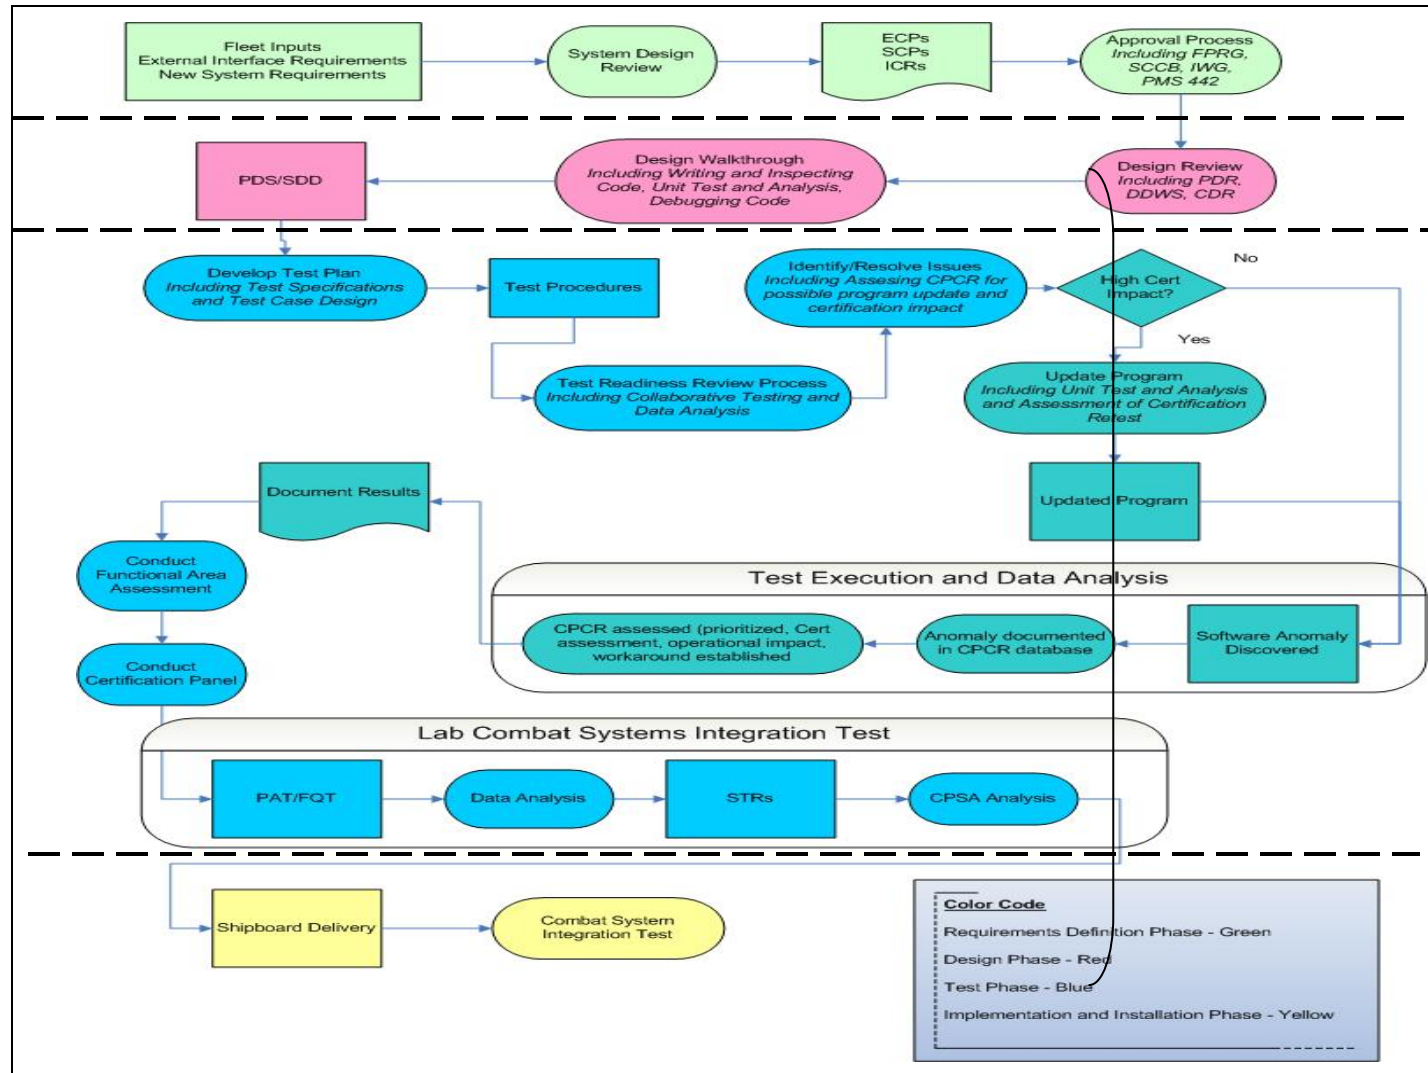 Fleet Inputs
External Interface Requirements
New System Requirements
System Design
Review
ECPs
SCPs
ICRs
Approval Process
Including FPRG,
SCCB, IWG,
PMS 442
PDS/SDD
Design Walkthrough
Including Writing and Inspecting
Code, Unit Test and Analysis,
Debugging Code
Design Review
Including PDR,
DDWS, CDR
Develop Test Plan
Including Test Specifications
and Test Case Design
Test Procedures
Identify/Resolve Issues
Including Assesing CPCR for
possible program update and
certification impact
High Cert
Impact?
No
Yes
Test Readiness Review Process
Including Collaborative Testing and
Data Analysis
Update Program
Including Unit Test and Analysis
and Assessment of Certification
Retest
Document Results
Updated Program
Conduct
Functional Area
Assessment
Test Execution and Data Analysis
CPCR assessed (prioritized, Cert
assessment, operational impact,
workaround established
Anomaly documented
in CPCR database
Software Anomaly
Discovered
Conduct
Certification Panel
Lab Combat Systems Integration Test
PAT/FQT
Data Analysis
STRs
CPSA Analysis
Shipboard Delivery
Combat System
Integration Test
Color Code
Requirements Definition Phase - Green
Design Phase - Red
Test Phase - Blue
Implementation and Installation Phase - Yellow